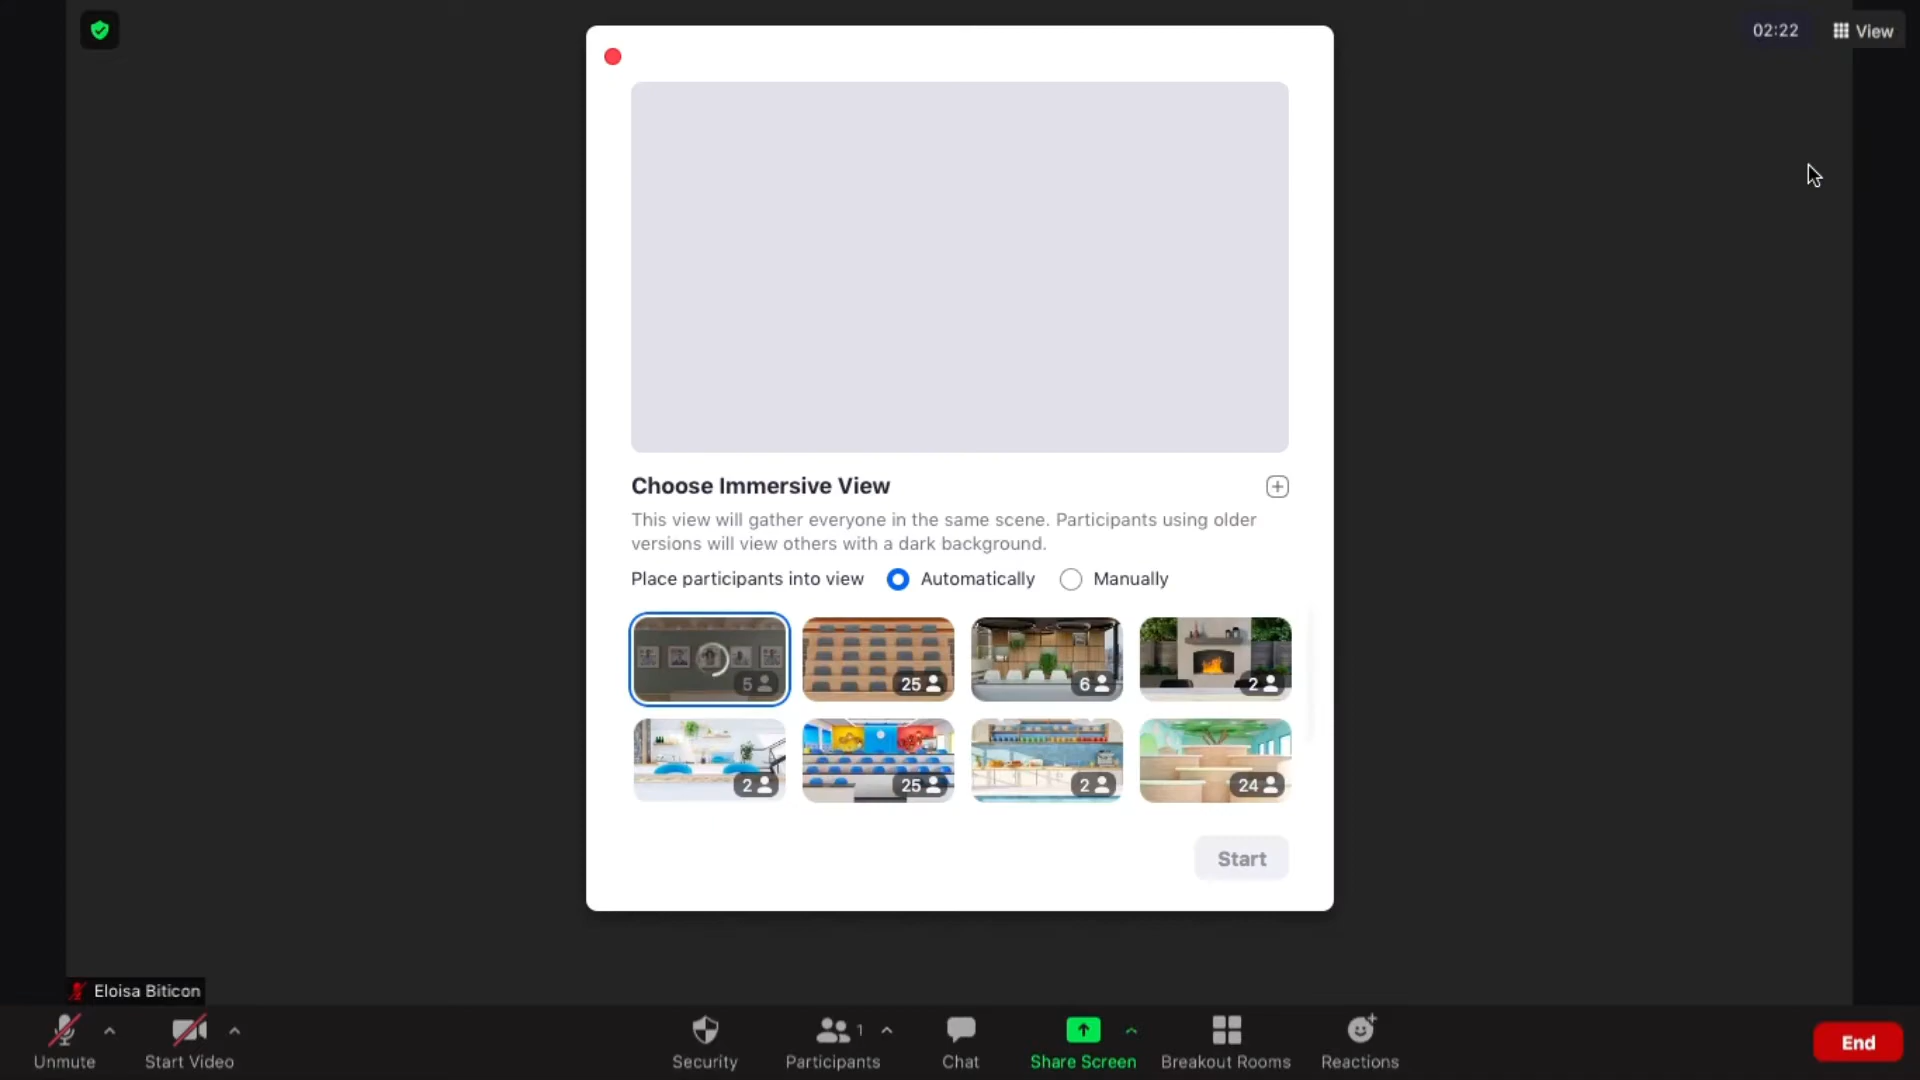 02:22
View
Choose Immersive View
This view will gather everyone in the same scene. Participants using older
versions will view others with a dark background.
Place participants into view
Automatically
Manually
5
25
6
2
2
25
2
24
Start
Eloisa Biticon
Unmute
Start Video
Security
1
Participants
Chat
Share Screen
Breakout Rooms
Reactions
End